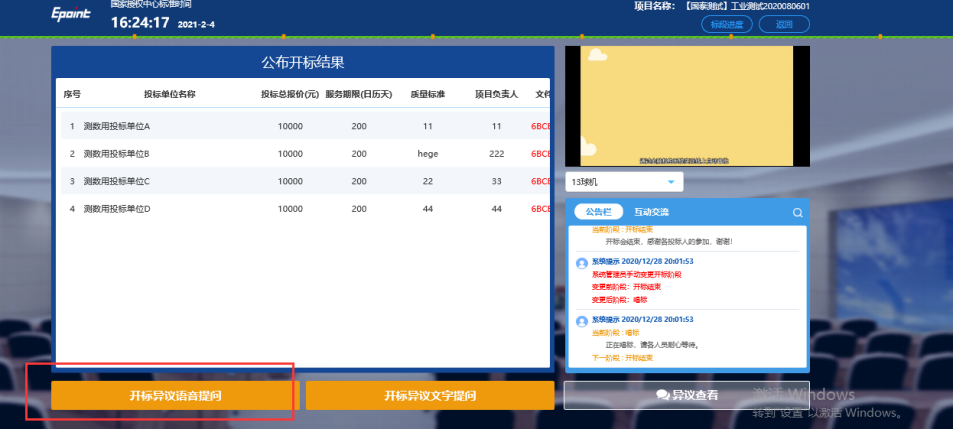 Epoint
国家授权中心标准时间
16:24:17 2021-2-4
项目名称： 【国泰测试】工业测试2020080601
标段进度 返回
公布开标结果
序号 投标单位名称 投标总报价(元) 服务期限(日历天) 质量标准 项目负责人 文件
1 测数用投标单位A 10000 200 11 11 6BCE
2 测数用投标单位B 10000 200 hege 222 6BCE
3 测数用投标单位C 10000 200 22 33 6BCE
4 测数用投标单位D 10000 200 44 44 6BCE
13球机
公告栏 互动交流
当前阶段：开标结束
开标会结束，感谢各投标人的参加，谢谢！
系统提示 2020/12/28 20:01:53
系统管理员手动变更开标阶段
变更前阶段：开标结束
变更后阶段：唱标
系统提示 2020/12/28 20:01:53
当前阶段：唱标
正在唱标，请各人员耐心等待。
下一阶段：开标结束
开标异议语音提问 开标异议文字提问 异议查看
激活 Windows
转到"设置"以激活 Windows。